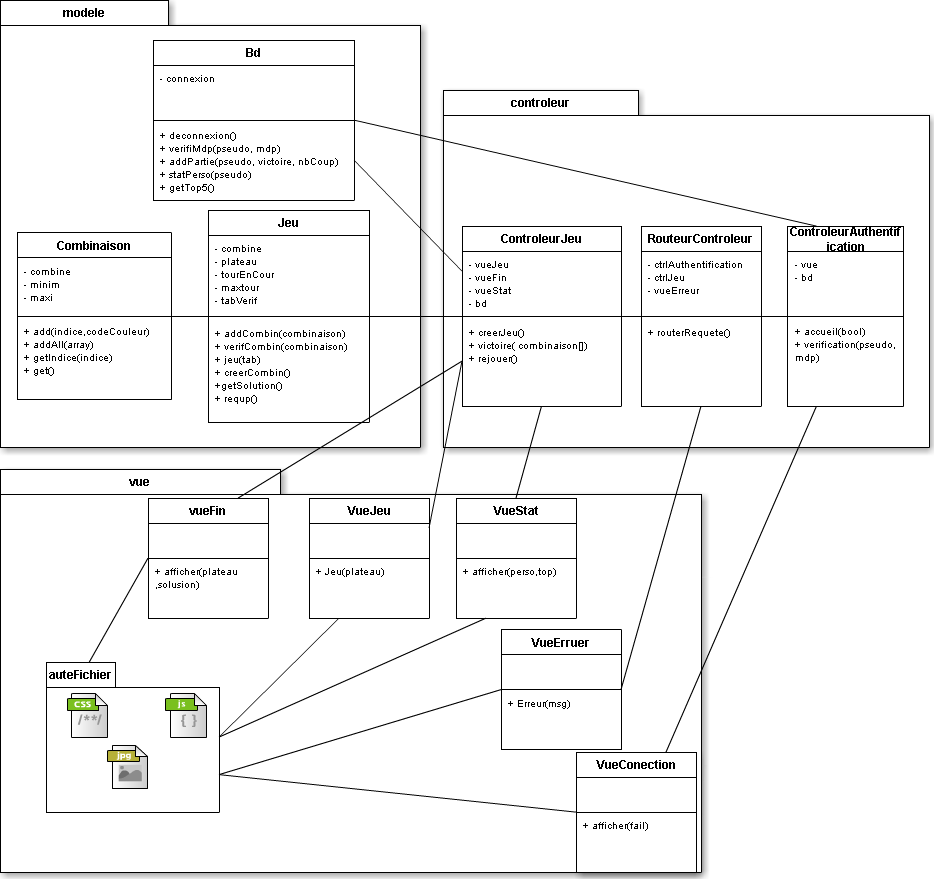 modele
Bd
- connexion
+ deconnexion()
+ verifiMdp(pseudo, mdp)
+ addPartie(pseudo, victoire, nbCoup)
+ statPerso(pseudo)
+ getTop5()
Combinaison
- combine
- minim
- maxi
+ add(indice,codeCouleur)
+ addAll(array)
+ getIndice(indice)
+ get()
Jeu
- combine
- plateau
- tourEnCour
- maxtour
- tabVerif
+ addCombin(combinaison)
+ verifCombin(combinaison)
+ jeu(tab)
+ creerCombin()
+getSolution()
+ requp()
controleur
ControleurJeu
- vueJeu
- vueFin
- vueStat
- bd
+ creerJeu()
+ victoire( combinaison[])
+ rejouer()
RouteurControleur
- ctrlAuthentification
- ctrlJeu
- vueErreur
+ routerRequete()
ControleurAuthentif
ication
- vue
- bd
+ accueil(bool)
+ verification(pseudo,
mdp)
vue
vueFin
+ afficher(plateau
,solusion)
VueJeu
+ Jeu(plateau)
VueStat
+ afficher(perso,top)
VueErruer
+ Erreur(msg)
VueConection
+ afficher(fail)
auteFichier
css
/**/
js
{ }
jpg